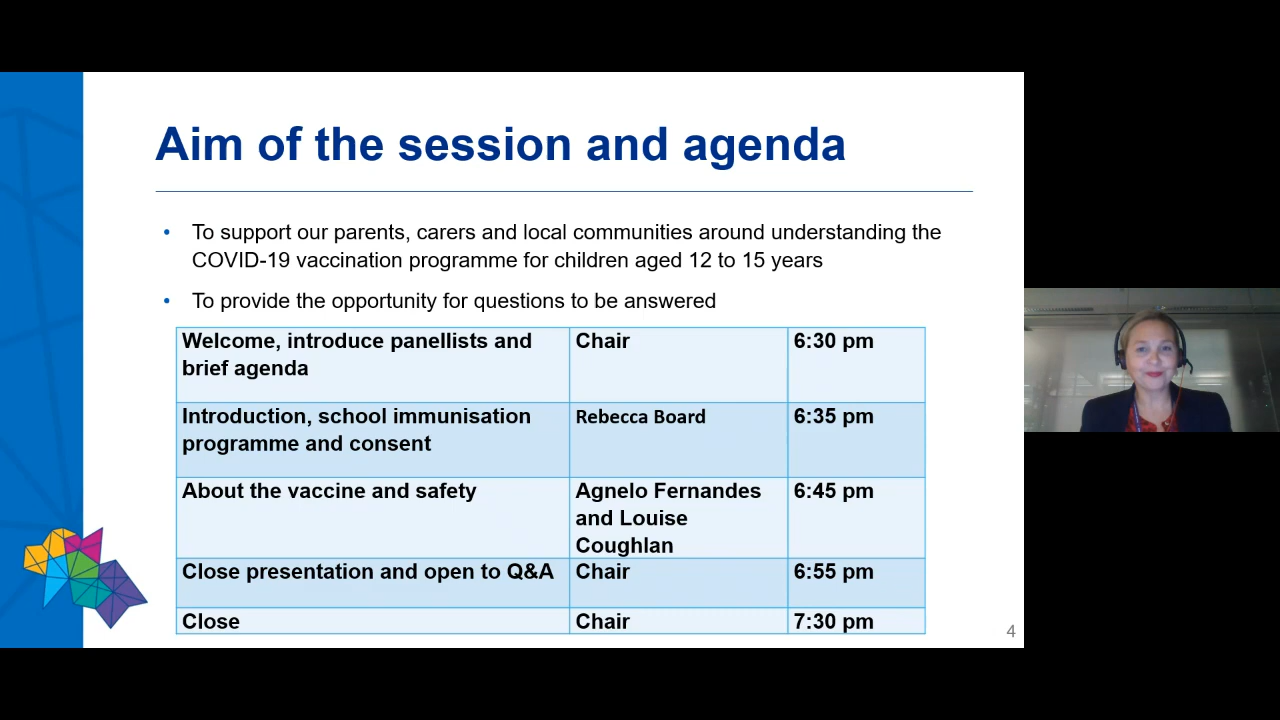 Aim of the session and agenda
• To support our parents, carers and local communities around understanding the
COVID-19 vaccination programme for children aged 12 to 15 years
• To provide the opportunity for questions to be answered
Welcome, introduce panellists and
brief agenda
Chair
6:30 pm
Introduction, school immunisation
programme and consent
Rebecca Board
6:35 pm
About the vaccine and safety
Agnelo Fernandes
and Louise
Coughlan
6:45 pm
Close presentation and open to Q&A
Chair
6:55 pm
Close
Chair
7:30 pm
4